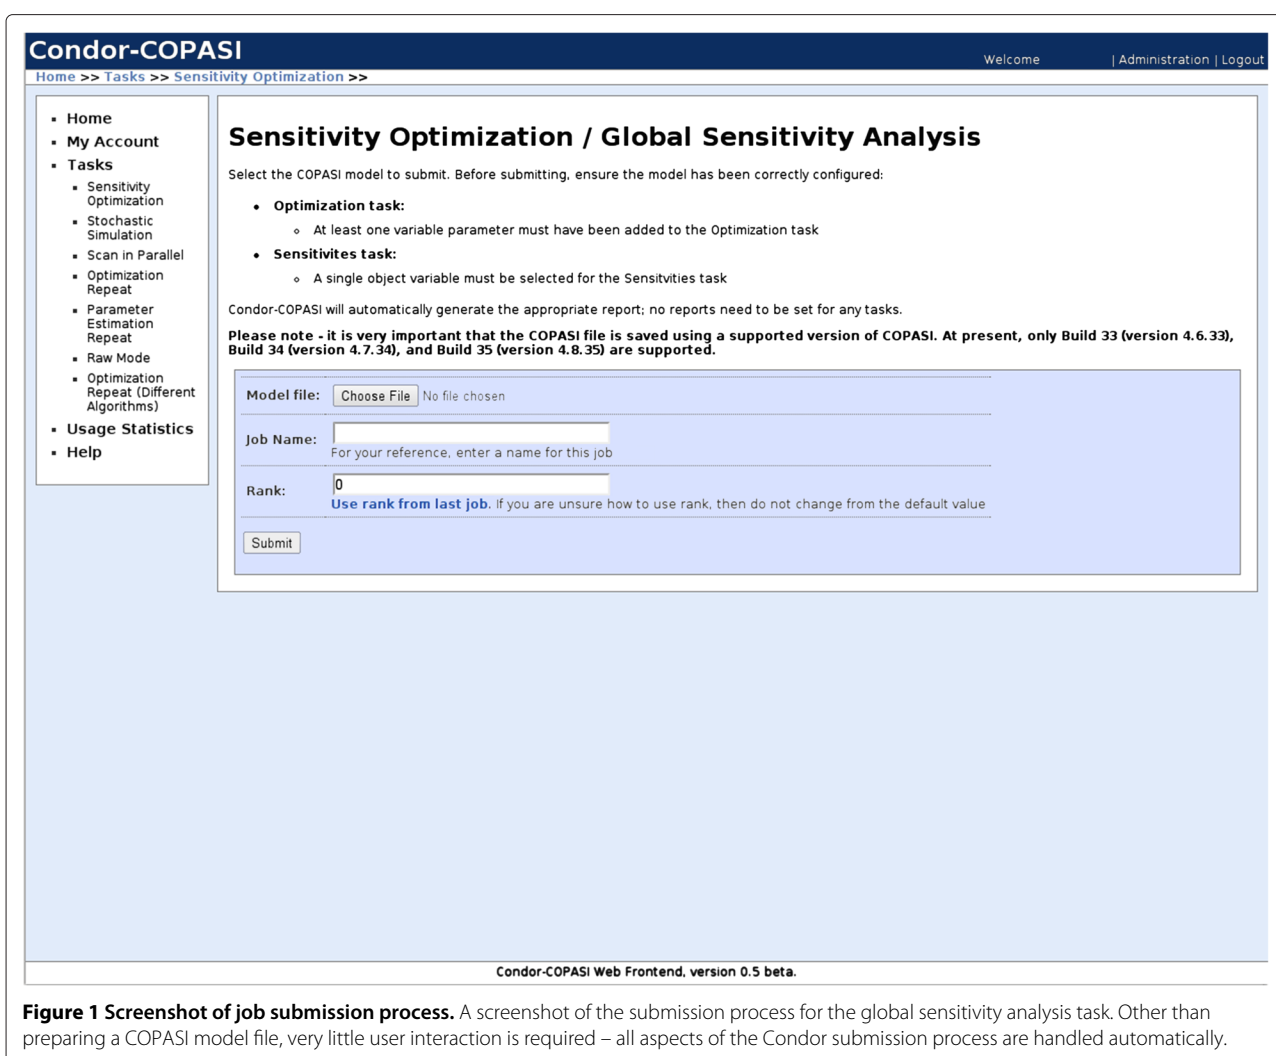 Condor-COPASI
Welcome | Administration | Logout
Home >> Tasks >> Sensitivity Optimization >>
Home
My Account
Tasks
Sensitivity
Optimization
Stochastic
Simulation
Scan in Parallel
Optimization
Repeat
Parameter
Estimation
Repeat
Raw Mode
Optimization
Repeat (Different
Algorithms)
Usage Statistics
Help
Sensitivity Optimization / Global Sensitivity Analysis
Select the COPASI model to submit. Before submitting, ensure the model has been correctly configured:
Optimization task:
At least one variable parameter must have been added to the Optimization task
Sensitivites task:
A single object variable must be selected for the Sensitvities task
Condor-COPASI will automatically generate the appropriate report; no reports need to be set for any tasks.
Please note - it is very important that the COPASI file is saved using a supported version of COPASI. At present, only Build 33 (version 4.6.33),
Build 34 (version 4.7.34), and Build 35 (version 4.8.35) are supported.
Model file: Choose File No file chosen
Job Name:
For your reference, enter a name for this job
Rank: 0
Use rank from last job. If you are unsure how to use rank, then do not change from the default value
Submit
Condor-COPASI Web Frontend, version 0.5 beta.
Figure 1 Screenshot of job submission process. A screenshot of the submission process for the global sensitivity analysis task. Other than
preparing a COPASI model file, very little user interaction is required – all aspects of the Condor submission process are handled automatically.